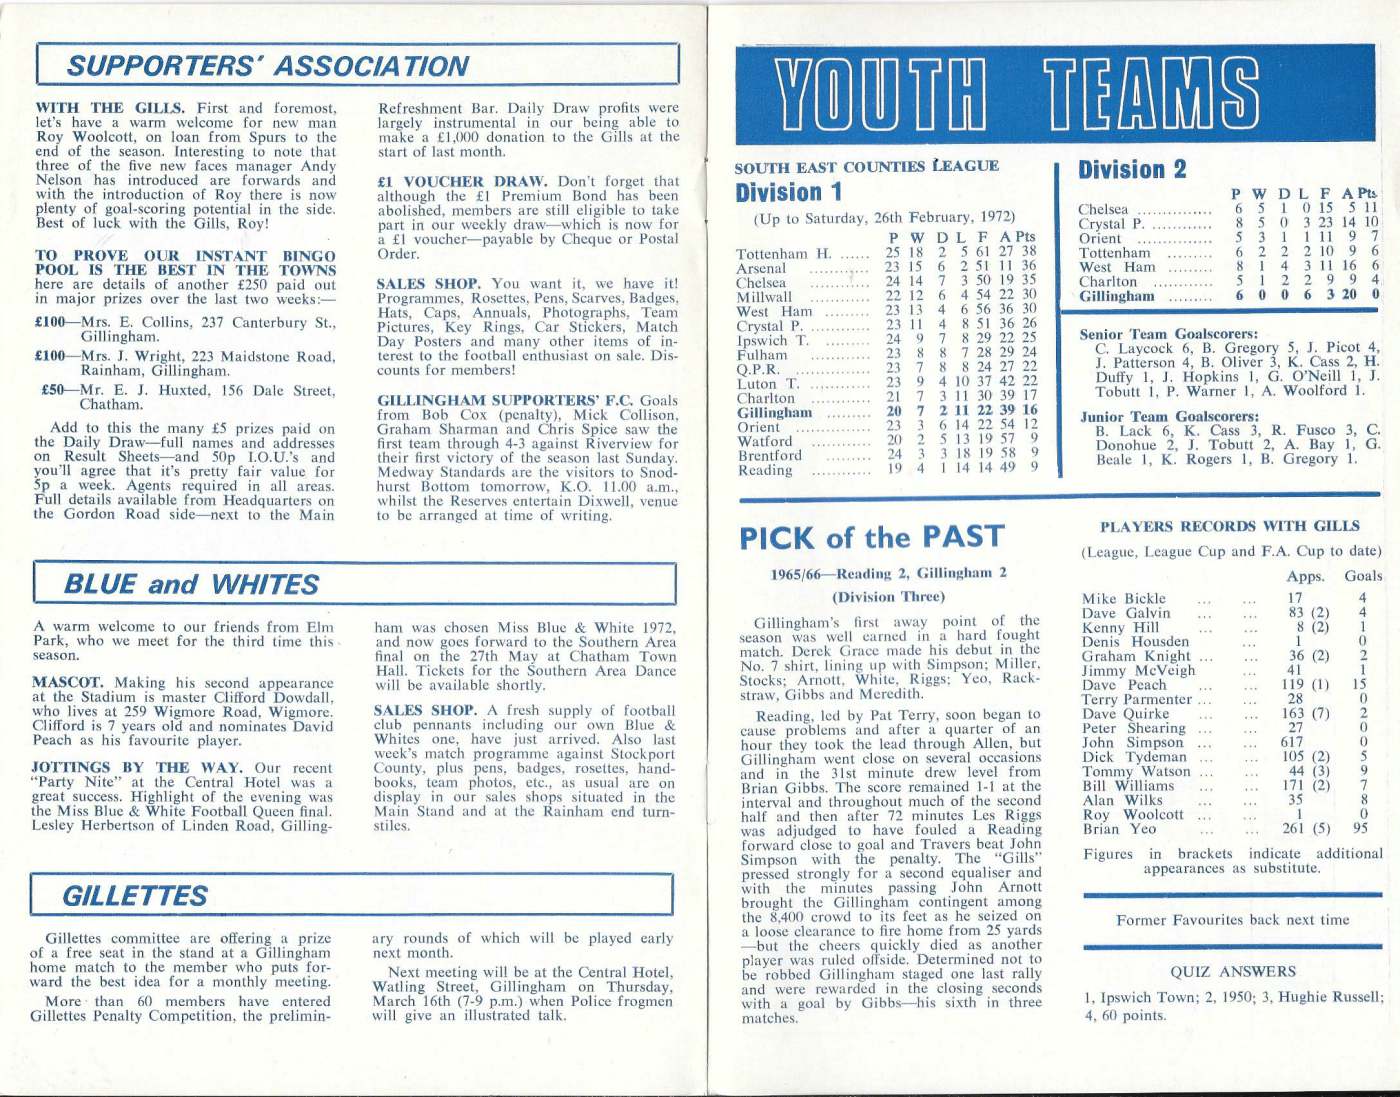 SUPPORTERS' ASSOCIATION
WITH THE GILLS. First and foremost,
let's have a warm welcome for new man
Roy Woolcott, on loan from Spurs to the
end of the season. Interesting to note that
three of the five new faces manager Andy
Nelson has introduced are forwards and
with the introduction of Roy there is now
plenty of goal-scoring potential in the side.
Best of luck with the Gills, Roy!
TO PROVE OUR INSTANT BINGO
POOL IS THE BEST IN THE TOWNS
here are details of another £250 paid out
in major prizes over the last two weeks:—
£100—Mrs. E. Collins, 237 Canterbury St.,
Gillingham.
£100—Mrs. J. Wright, 223 Maidstone Road,
Rainham, Gillingham.
£50—Mr. E. J. Huxted, 156 Dale Street,
Chatham.
Add to this the many £5 prizes paid on
the Daily Draw—full names and addresses
on Result Sheets—and 50p I.O.U.'s and
you'll agree that it's pretty fair value for
5p a week. Agents required in all areas.
Full details available from Headquarters on
the Gordon Road side—next to the Main
Refreshment Bar. Daily Draw profits were
largely instrumental in our being able to
make a £1,000 donation to the Gills at the
start of last month.
£1 VOUCHER DRAW. Don't forget that
although the £1 Premium Bond has been
abolished, members are still eligible to take
part in our weekly draw—which is now for
a £1 voucher—payable by Cheque or Postal
Order.
SALES SHOP. You want it, we have it!
Programmes, Rosettes, Pens, Scarves, Badges,
Hats, Caps, Annuals, Photographs, Team
Pictures, Key Rings, Car Stickers, Match
Day Posters and many other items of in-
terest to the football enthusiast on sale. Dis-
counts for members!
GILLINGHAM SUPPORTERS' F.C. Goals
from Bob Cox (penalty), Mick Collison,
Graham Sharman and Chris Spice saw the
first team through 4-3 against Riverview for
their first victory of the season last Sunday.
Medway Standards are the visitors to Snod-
hurst Bottom tomorrow, K.O. 11.00 a.m.,
whilst the Reserves entertain Dixwell, venue
to be arranged at time of writing.
BLUE and WHITES
A warm welcome to our friends from Elm
Park, who we meet for the third time this
season.
MASCOT. Making his second appearance
at the Stadium is master Clifford Dowdall,
who lives at 259 Wigmore Road, Wigmore.
Clifford is 7 years old and nominates David
Peach as his favourite player.
JOTTINGS BY THE WAY. Our recent
"Party Nite" at the Central Hotel was a
great success. Highlight of the evening was
the Miss Blue & White Football Queen final.
Lesley Herbertson of Linden Road, Gilling-
ham was chosen Miss Blue & White 1972,
and now goes forward to the Southern Area
final on the 27th May at Chatham Town
Hall. Tickets for the Southern Area Dance
will be available shortly.
SALES SHOP. A fresh supply of football
club pennants including our own Blue &
Whites one, have just arrived. Also last
week's match programme against Stockport
County, plus pens, badges, rosettes, hand-
books, team photos, etc., as usual are on
display in our sales shops situated in the
Main Stand and at the Rainham end turn-
stiles.
GILLETTES
Gillettes committee are offering a prize
of a free seat in the stand at a Gillingham
home match to the member who puts for-
ward the best idea for a monthly meeting.
More than 60 members have entered
Gillettes Penalty Competition, the prelimin-
ary rounds of which will be played early
next month.
Next meeting will be at the Central Hotel,
Watling Street, Gillingham on Thursday,
March 16th (7-9 p.m.) when Police frogmen
will give an illustrated talk.
YOUTH TEAMS
SOUTH EAST COUNTIES LEAGUE
Division 1
(Up to Saturday, 26th February, 1972)
P W D L F A Pts
Tottenham H. ...... 25 18 2 5 61 27 38
Arsenal ............ 23 15 6 2 51 11 36
Chelsea ............ 24 14 7 3 50 19 35
Millwall ............ 22 12 6 4 54 22 30
West Ham ......... 23 13 4 6 56 36 30
Crystal P. ............ 23 11 4 8 51 36 26
Ipswich T. ......... 24 9 7 8 29 22 25
Fulham ............ 23 8 8 7 28 29 24
Q.P.R. ............ 23 7 8 8 24 27 22
Luton T. ............ 23 9 4 10 37 42 22
Charlton ............ 21 7 3 11 30 39 17
Gillingham ......... 20 7 2 11 22 39 16
Orient ............ 23 3 6 14 22 54 12
Watford ............ 20 2 5 13 19 57 9
Brentford ............ 24 3 3 18 19 58 9
Reading ............ 19 4 1 14 14 49 9
Division 2
P W D L F A Pts
Chelsea ............... 6 5 1 0 15 5 11
Crystal P. ............ 8 5 0 3 23 14 10
Orient ............... 5 3 1 1 11 9 7
Tottenham ......... 6 2 2 2 10 9 6
West Ham ......... 8 1 4 3 11 16 6
Charlton ............ 5 1 2 2 9 9 4
Gillingham ......... 6 0 0 6 3 20 0
Senior Team Goalscorers:
C. Laycock 6, B. Gregory 5, J. Picot 4,
J. Patterson 4, B. Oliver 3, K. Cass 2, H.
Duffy 1, J. Hopkins 1, G. O'Neill 1, J.
Tobutt 1, P. Warner 1, A. Woolford 1.
Junior Team Goalscorers:
B. Lack 6, K. Cass 3, R. Fusco 3, C.
Donohue 2, J. Tobutt 2, A. Bay 1, G.
Beale 1, K. Rogers 1, B. Gregory 1.
PICK of the PAST
1965/66—Reading 2, Gillingham 2
(Division Three)
Gillingham's first away point of the
season was well earned in a hard fought
match. Derek Grace made his debut in the
No. 7 shirt, lining up with Simpson; Miller,
Stocks; Arnott, White, Riggs; Yeo, Rack-
straw, Gibbs and Meredith.
Reading, led by Pat Terry, soon began to
cause problems and after a quarter of an
hour they took the lead through Allen, but
Gillingham went close on several occasions
and in the 31st minute drew level from
Brian Gibbs. The score remained 1-1 at the
interval and throughout much of the second
half and then after 72 minutes Les Riggs
was adjudged to have fouled a Reading
forward close to goal and Travers beat John
Simpson with the penalty. The "Gills"
pressed strongly for a second equaliser and
with the minutes passing John Arnott
brought the Gillingham contingent among
the 8,400 crowd to its feet as he seized on
a loose clearance to fire home from 25 yards
—but the cheers quickly died as another
player was ruled offside. Determined not to
be robbed Gillingham staged one last rally
and were rewarded in the closing seconds
with a goal by Gibbs—his sixth in three
matches.
PLAYERS RECORDS WITH GILLS
(League, League Cup and F.A. Cup to date)
Apps. Goals
Mike Bickle ... ... 17 4
Dave Galvin ... ... 83 (2) 4
Kenny Hill ... ... 8 (2) 1
Denis Housden ... 1 0
Graham Knight ... ... 36 (2) 2
Jimmy McVeigh ... 41 1
Dave Peach ... ... 119 (1) 15
Terry Parmenter ... ... 28 0
Dave Quirke ... ... 163 (7) 2
Peter Shearing ... ... 27 0
John Simpson ... ... 617 0
Dick Tydeman ... ... 105 (2) 5
Tommy Watson ... ... 44 (3) 9
Bill Williams ... ... 171 (2) 7
Alan Wilks ... ... 35 8
Roy Woolcott ... ... 1 0
Brian Yeo ... ... 261 (5) 95
Figures in brackets indicate additional
appearances as substitute.
Former Favourites back next time
QUIZ ANSWERS
1, Ipswich Town; 2, 1950; 3, Hughie Russell;
4, 60 points.